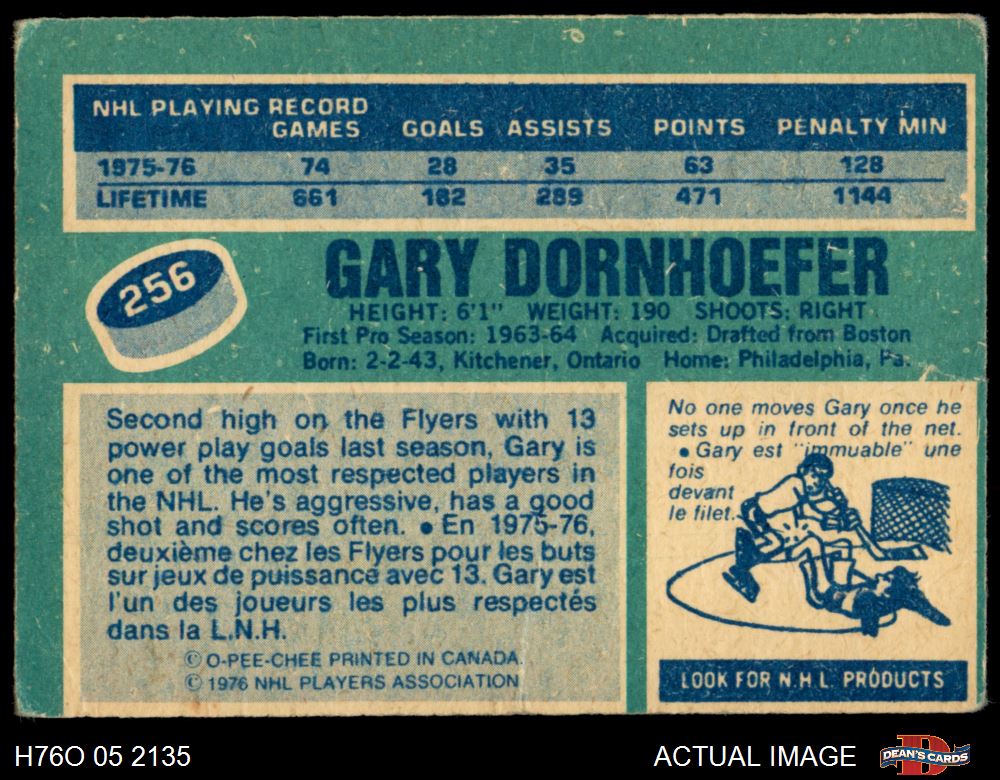 NHL PLAYING RECORD
GAMES GOALS ASSISTS POINTS PENALTY MIN
1975-76 74 28 35 63 128
LIFETIME 661 182 289 471 1144
256
GARY DORNHOEFER
HEIGHT: 6'1" WEIGHT: 190 SHOOTS: RIGHT
First Pro Season: 1963-64 Acquired: Drafted from Boston
Born: 2-2-43, Kitchener, Ontario Home: Philadelphia, Pa.
Second high on the Flyers with 13
power play goals last season, Gary is
one of the most respected players in
the NHL. He's aggressive, has a good
shot and scores often. ● En 1975-76,
deuxième chez les Flyers pour les buts
sur jeux de puissance avec 13. Gary est
l'un des joueurs les plus respectés
dans la L.N.H.
© O-PEE-CHEE PRINTED IN CANADA.
© 1976 NHL PLAYERS ASSOCIATION
No one moves Gary once he
sets up in front of the net.
● Gary est "immuable" une
fois
devant
le filet.
LOOK FOR N.H.L. PRODUCTS
H76O 05 2135
ACTUAL IMAGE
DEAN'S CARDS